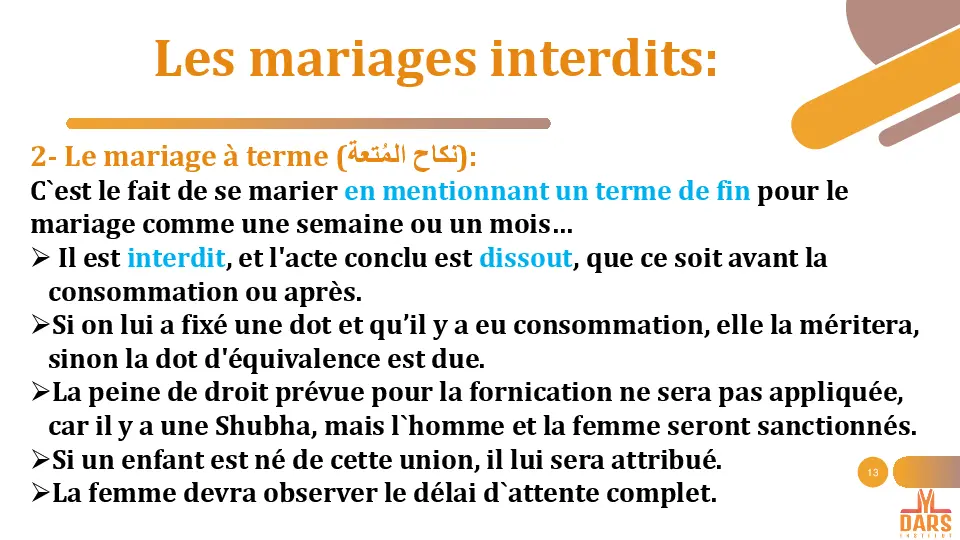 Les mariages interdits:
2- Le mariage à terme (نكاح المُتعة):
C`est le fait de se marier en mentionnant un terme de fin pour le
mariage comme une semaine ou un mois…
➢ Il est interdit, et l'acte conclu est dissout, que ce soit avant la
consommation ou après.
➢Si on lui a fixé une dot et qu’il y a eu consommation, elle la méritera,
sinon la dot d'équivalence est due.
➢La peine de droit prévue pour la fornication ne sera pas appliquée,
car il y a une Shubha, mais l`homme et la femme seront sanctionnés.
➢Si un enfant est né de cette union, il lui sera attribué.
➢La femme devra observer le délai d`attente complet.
13
DARS
INSTITUT